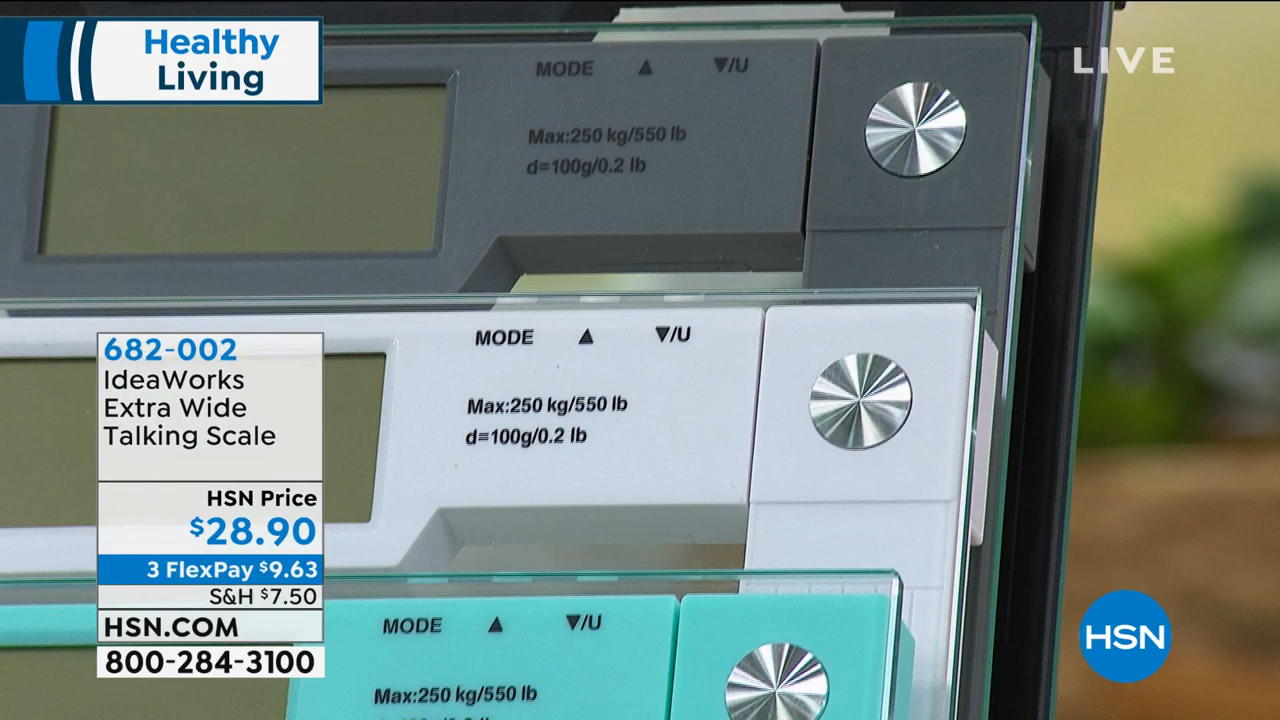 Healthy
Living
LIVE
MODE ▲ ▼/U
Max:250 kg/550 lb
d=100g/0.2 lb
MODE ▲ ▼/U
Max:250 kg/550 lb
d=100g/0.2 lb
682-002
IdeaWorks
Extra Wide
Talking Scale
HSN Price
$28.90
3 FlexPay $9.63
S&H $7.50
HSN.COM
800-284-3100
MODE ▲ ▼/U
Max:250 kg/550 lb
HSN